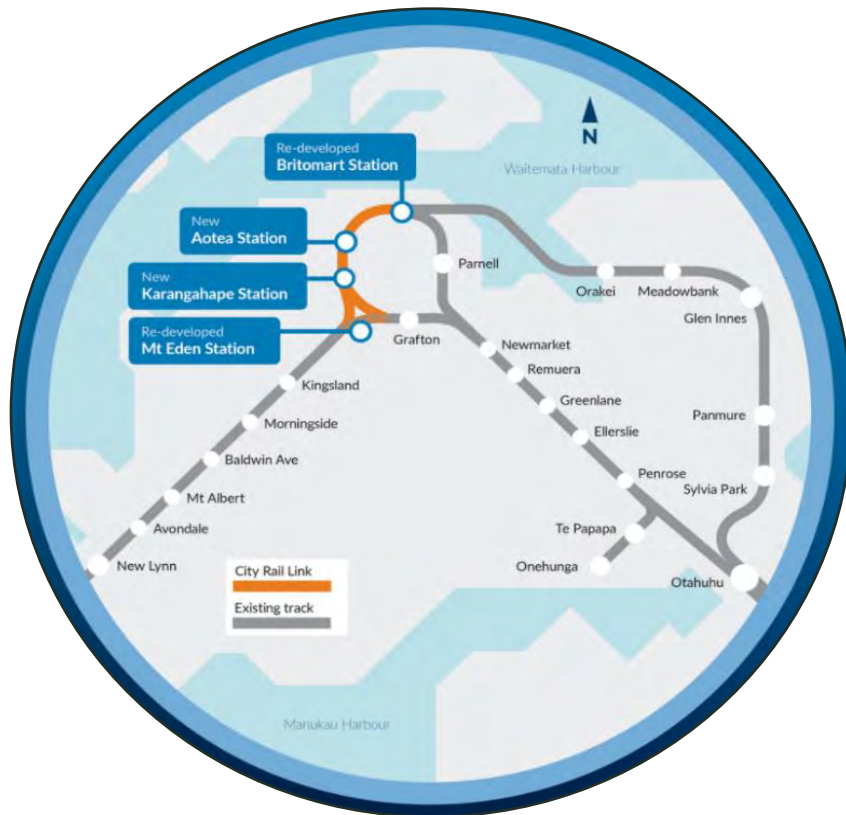 N
Waitemata Harbour
Re-developed
Britomart Station
New
Aotea Station
New
Karangahape Station
Re-developed
Mt Eden Station
Parnell
Orakei
Meadowbank
Glen Innes
Grafton
Newmarket
Remuera
Greenlane
Ellerslie
Panmure
Penrose
Sylvia Park
Kingsland
Morningside
Baldwin Ave
Mt Albert
Avondale
New Lynn
Te Papapa
Onehunga
Otahuhu
City Rail Link
Existing track
Manukau Harbour